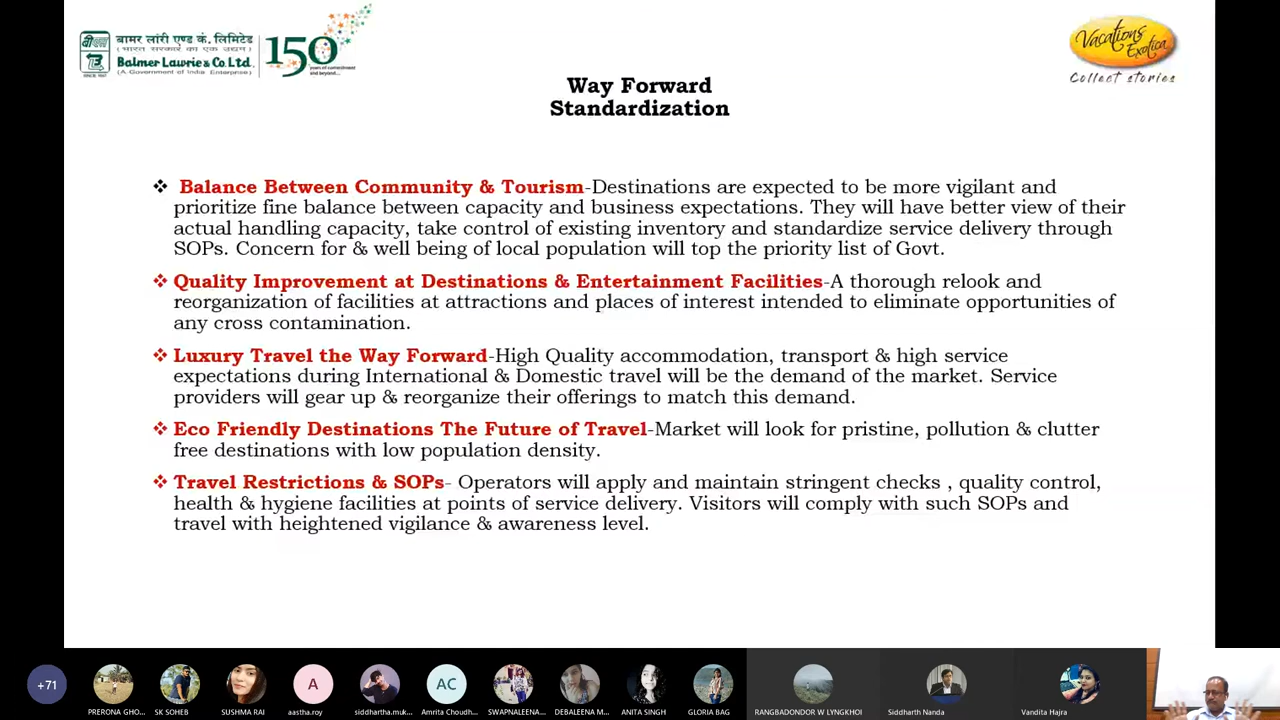 बामर लॉरी एण्ड कं. लिमिटेड
(भारत सरकार का एक उद्यम)
Balmer Lawrie & Co. Ltd.
(A Government of India Enterprise)
150
years of commitment
and beyond...
Vacations
Exotica
Collect stories
Way Forward
Standardization
❖ Balance Between Community & Tourism-Destinations are expected to be more vigilant and
prioritize fine balance between capacity and business expectations. They will have better view of their
actual handling capacity, take control of existing inventory and standardize service delivery through
SOPs. Concern for & well being of local population will top the priority list of Govt.
❖ Quality Improvement at Destinations & Entertainment Facilities-A thorough relook and
reorganization of facilities at attractions and places of interest intended to eliminate opportunities of
any cross contamination.
❖ Luxury Travel the Way Forward-High Quality accommodation, transport & high service
expectations during International & Domestic travel will be the demand of the market. Service
providers will gear up & reorganize their offerings to match this demand.
❖ Eco Friendly Destinations The Future of Travel-Market will look for pristine, pollution & clutter
free destinations with low population density.
❖ Travel Restrictions & SOPs- Operators will apply and maintain stringent checks , quality control,
health & hygiene facilities at points of service delivery. Visitors will comply with such SOPs and
travel with heightened vigilance & awareness level.
+71
A
AC
PRERONA GHO...
SK SOHEB
SUSHMA RAI
aastha.roy
siddhartha.muk...
Amrita Choudh...
SWAPNALEENA...
DEBALEENA M...
ANITA SINGH
GLORIA BAG
RANGBADONDOR W LYNGKHOI
Siddharth Nanda
Vandita Hajra